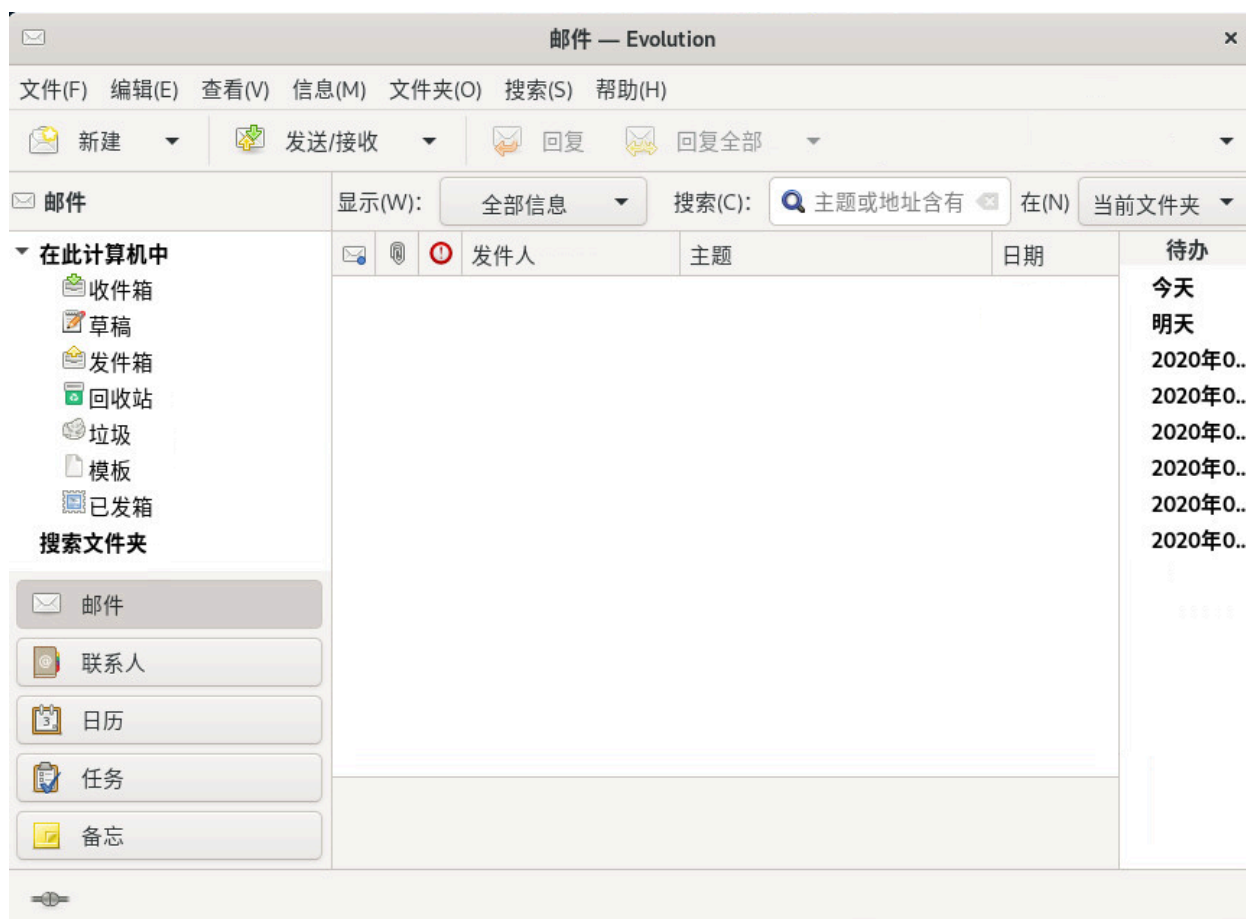 邮件 — Evolution
文件(F) 编辑(E) 查看(V) 信息(M) 文件夹(O) 搜索(S) 帮助(H)
新建 发送/接收 回复 回复全部
邮件 显示(W): 全部信息 搜索(C): 主题或地址含有 在(N) 当前文件夹
在此计算机中
收件箱
草稿
发件箱
回收站
垃圾
模板
已发箱
搜索文件夹
邮件
联系人
日历
任务
备忘
发件人 主题 日期
待办
今天
明天
2020年0..
2020年0..
2020年0..
2020年0..
2020年0..
2020年0..